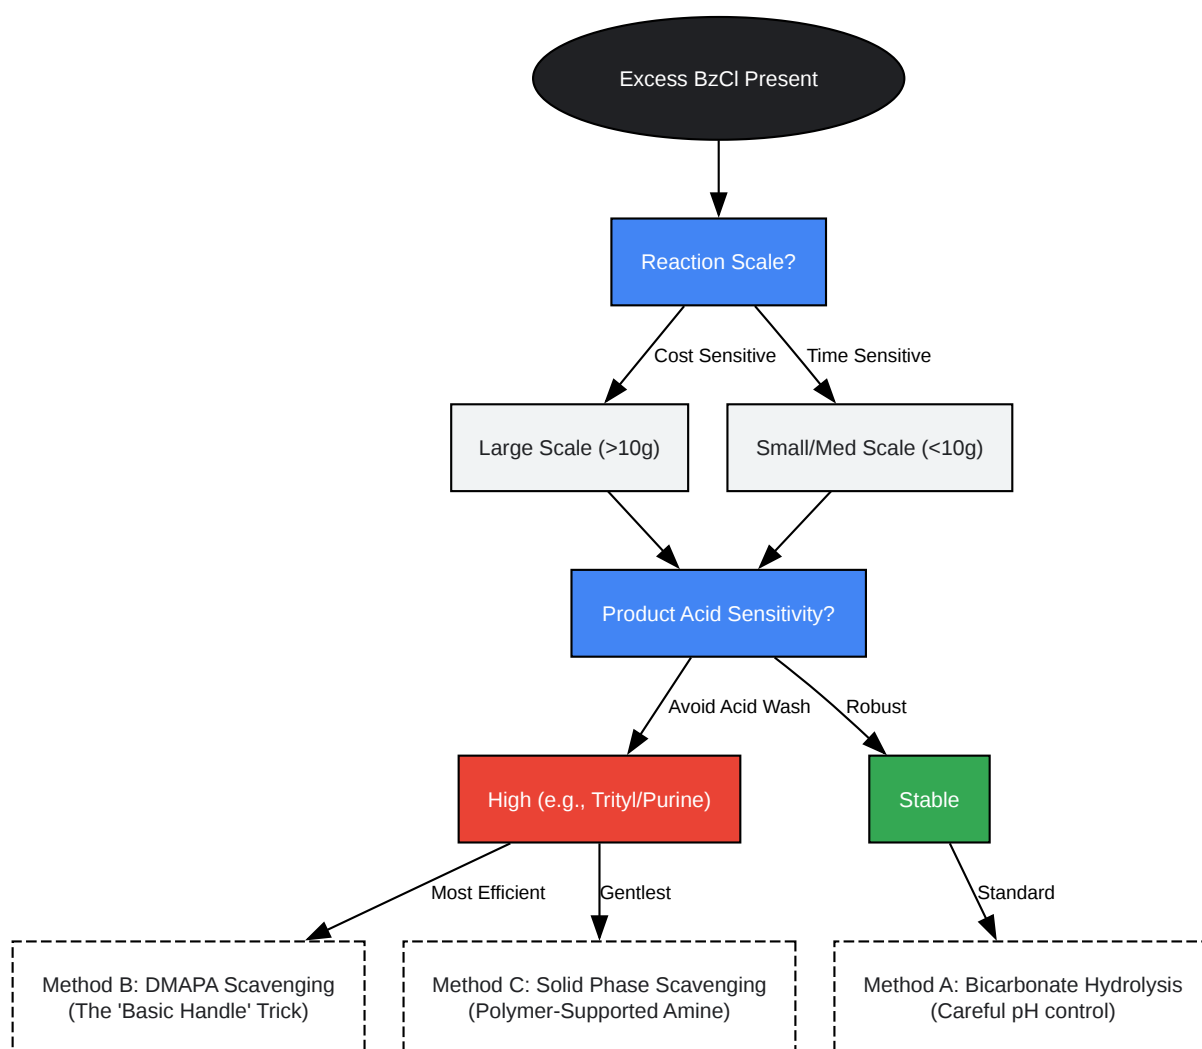 Excess BzCl Present
Reaction Scale?
Cost Sensitive
Time Sensitive
Large Scale (>10g)
Small/Med Scale (<10g)
Product Acid Sensitivity?
Avoid Acid Wash
Robust
High (e.g., Trityl/Purine)
Stable
Most Efficient
Gentlest
Standard
Method B: DMAPA Scavenging
(The 'Basic Handle' Trick)
Method C: Solid Phase Scavenging
(Polymer-Supported Amine)
Method A: Bicarbonate Hydrolysis
(Careful pH control)